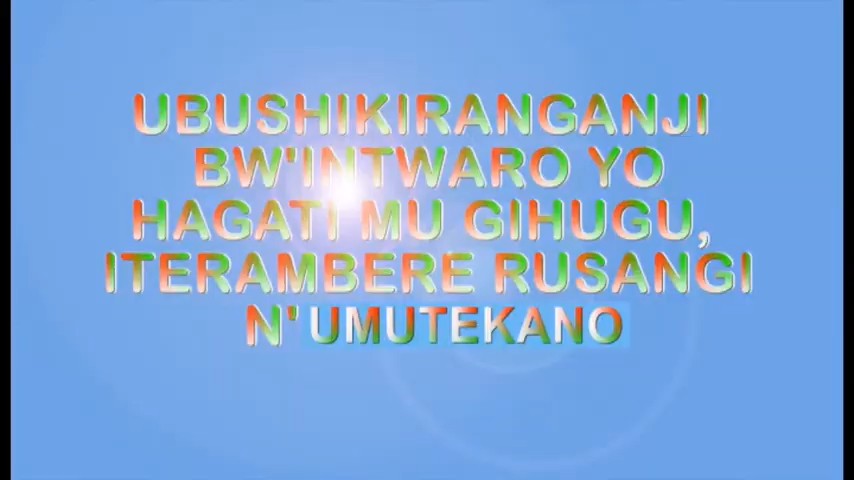 UBUSHIKIRANGANJI
BW'INTWARO YO
HAGATI MU GIHUGU,
ITERAMBERE RUSANGI
N' UMUTEKANO